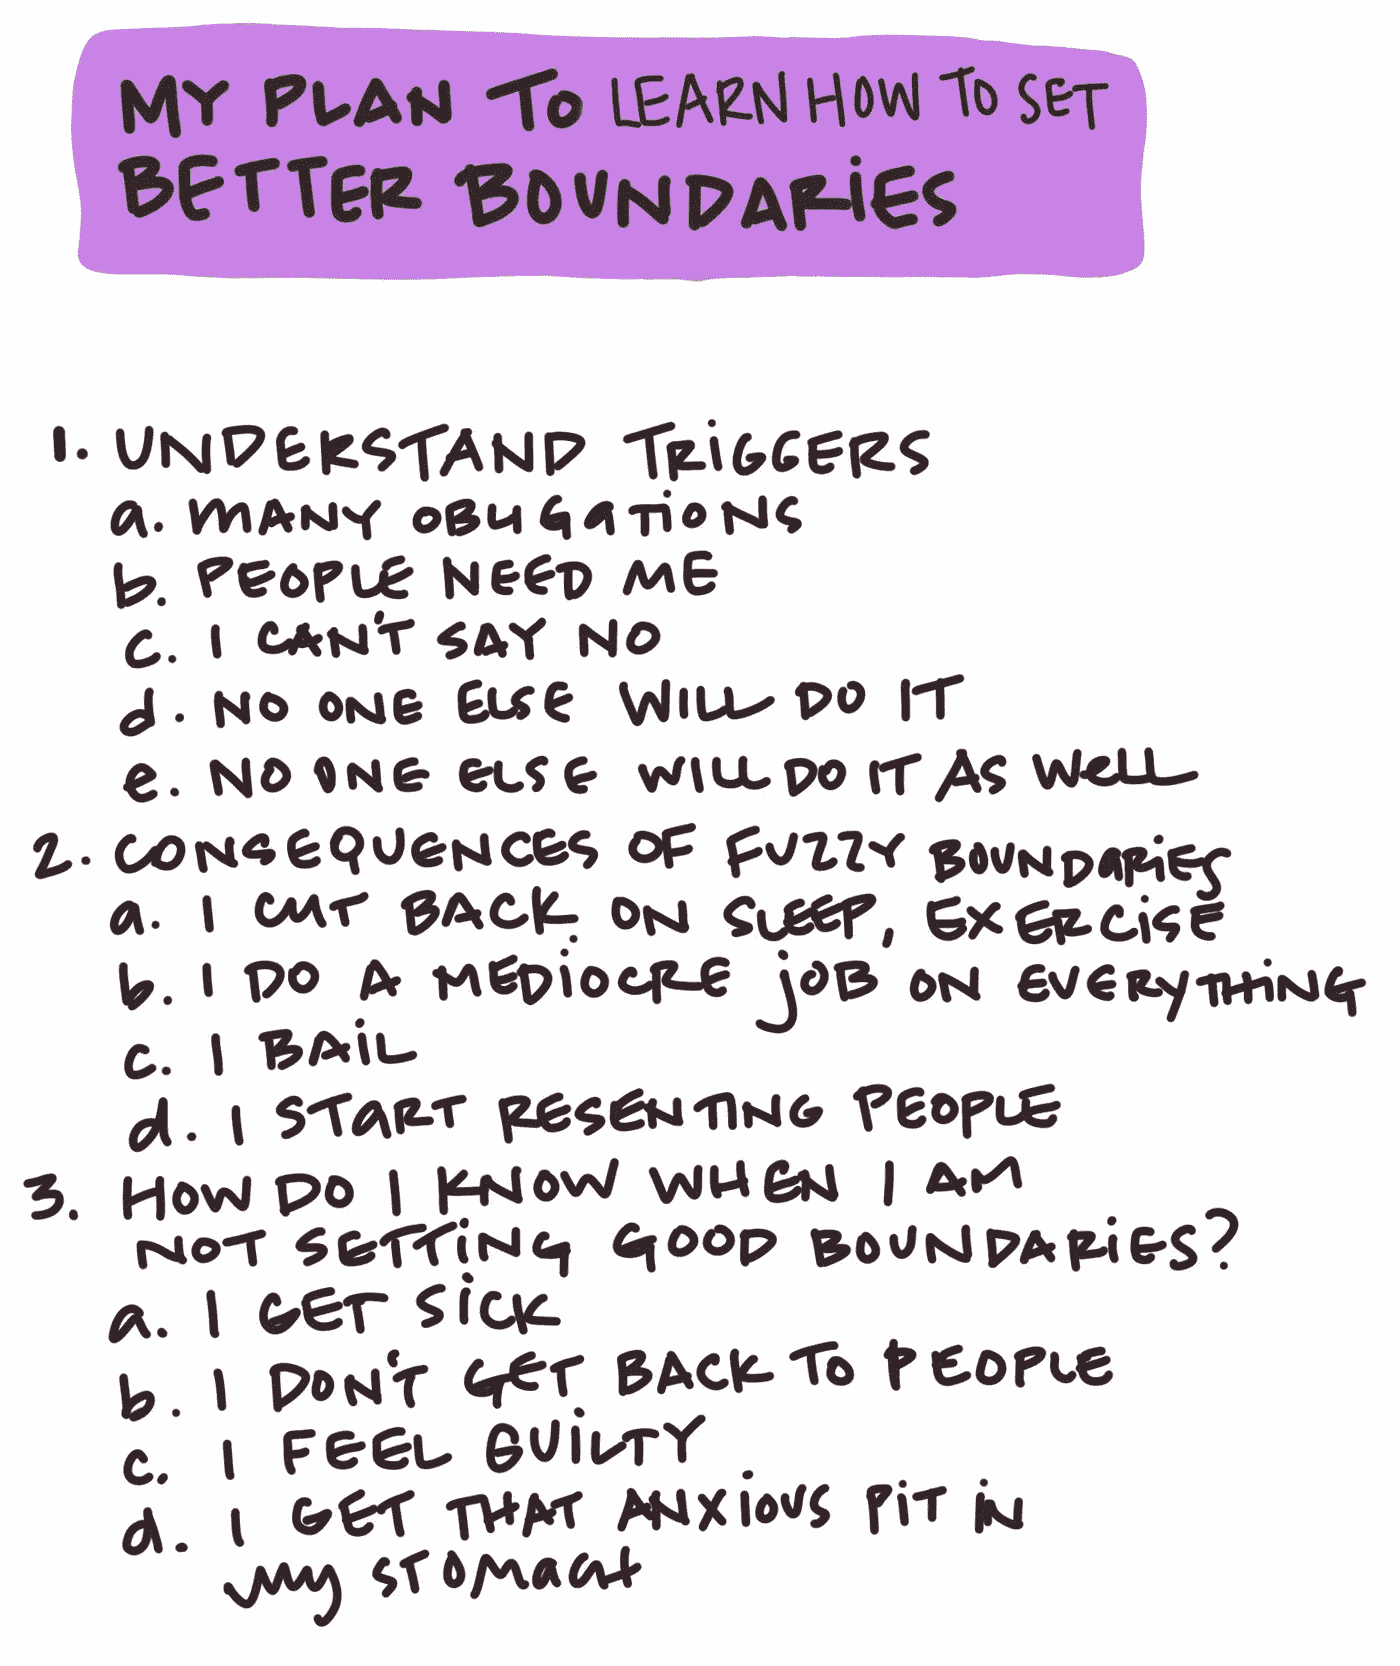 MY PLAN TO LEARN HOW TO SET
BETTER BOUNDARIES
1. UNDERSTAND TRIGGERS
a. MANY OBLIGATIONS
b. PEOPLE NEED ME
c. I CAN'T SAY NO
d. NO ONE ELSE WILL DO IT
e. NO ONE ELSE WILL DO IT AS WELL
2. CONSEQUENCES OF FUZZY BOUNDARIES
a. I CUT BACK ON SLEEP, EXERCISE
b. I DO A MEDIOCRE JOB ON EVERYTHING
c. I BAIL
d. I START RESENTING PEOPLE
3. HOW DO I KNOW WHEN I AM
NOT SETTING GOOD BOUNDARIES?
a. I GET SICK
b. I DON'T GET BACK TO PEOPLE
c. I FEEL GUILTY
d. I GET THAT ANXIOUS PIT IN
my STOMACH